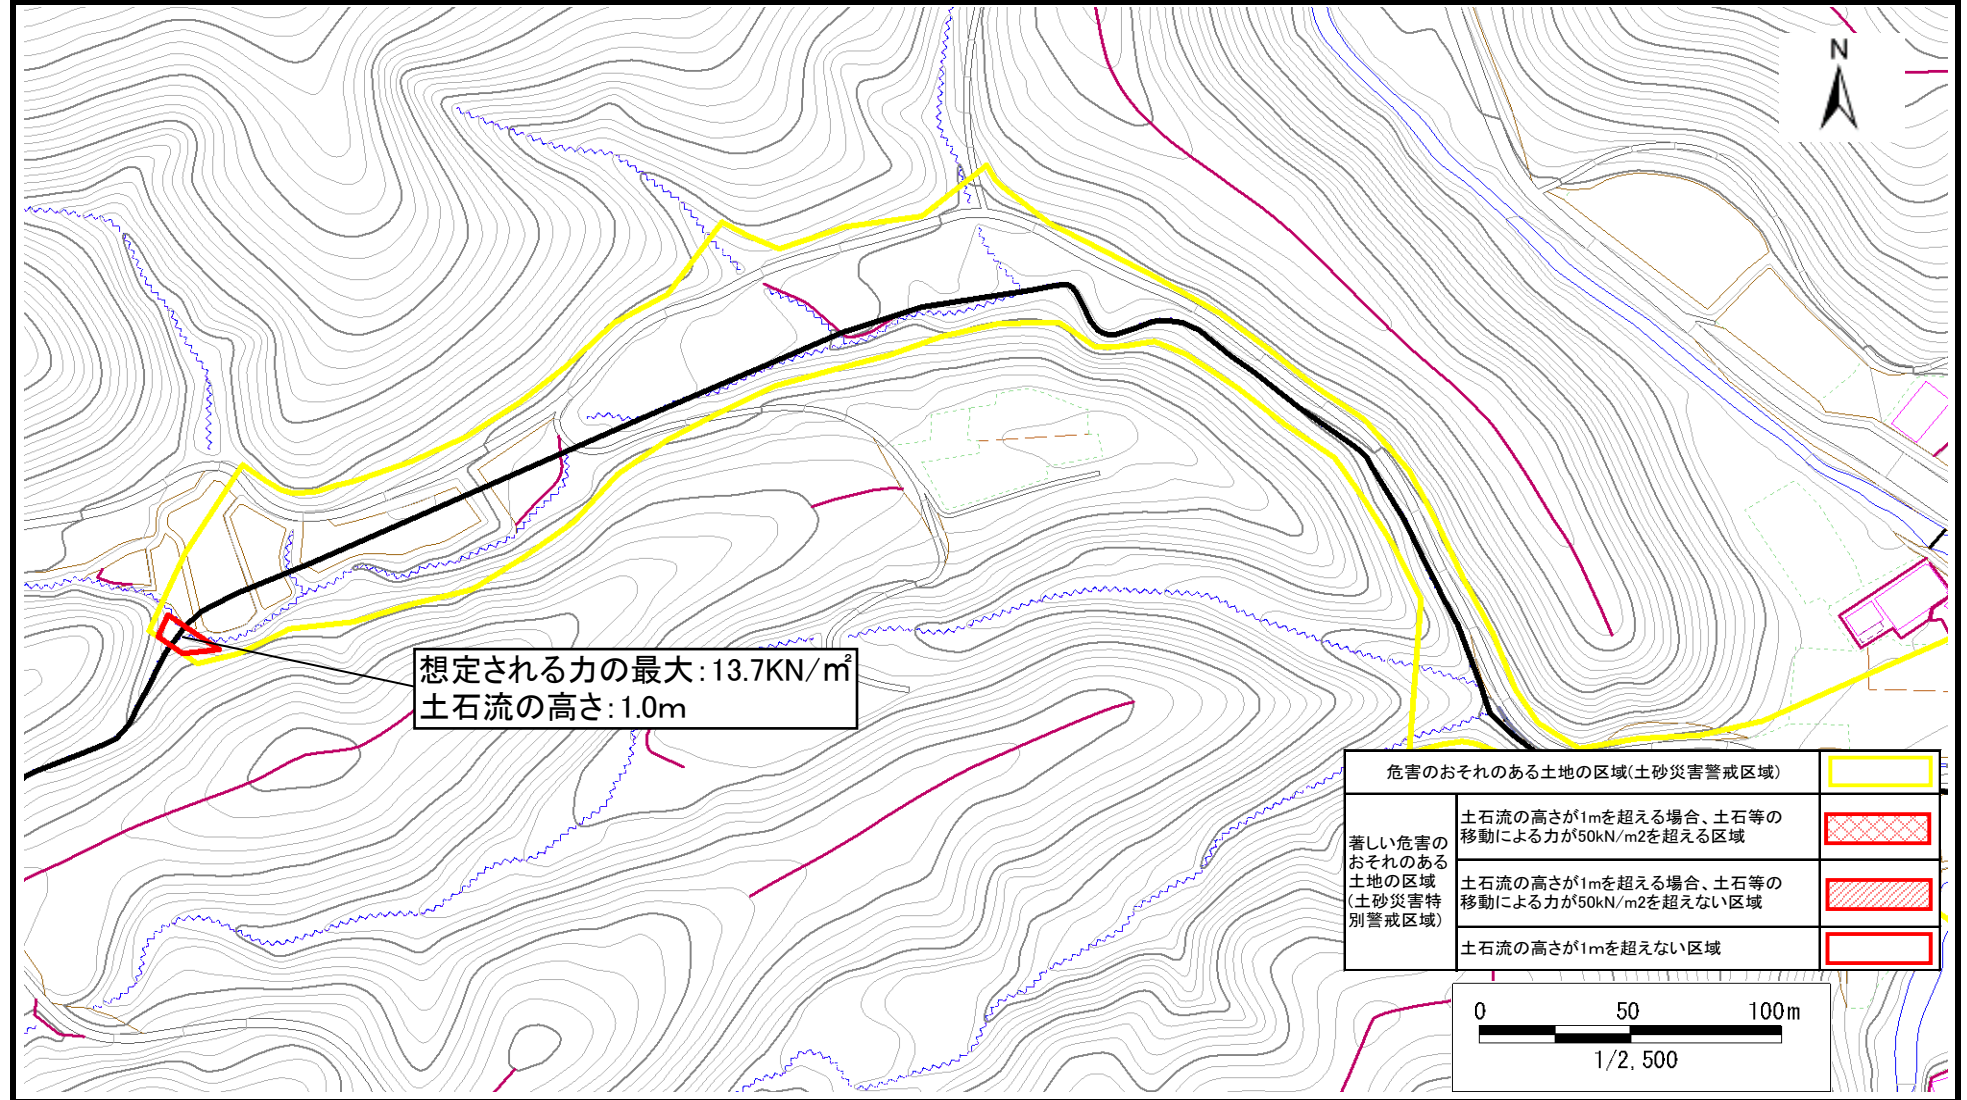 N
想定される力の最大:13.7KN/㎡
土石流の高さ:1.0m
危害のおそれのある土地の区域(土砂災害警戒区域)
著しい危害の
おそれのある
土地の区域
(土砂災害特
別警戒区域)
土石流の高さが1mを超える場合、土石等の
移動による力が50kN/m2を超える区域
土石流の高さが1mを超える場合、土石等の
移動による力が50kN/m2を超えない区域
土石流の高さが1mを超えない区域
0 50 100m
1/2,500